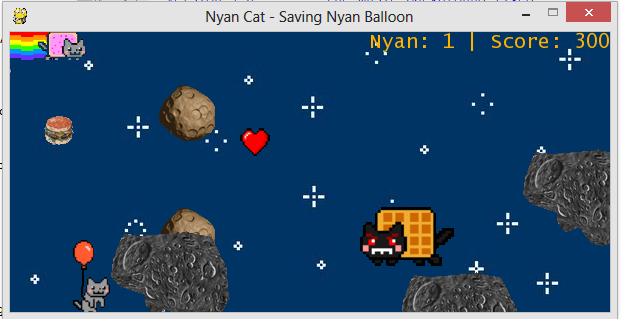 Nyan Cat - Saving Nyan Balloon
Nyan: 1 | Score: 300